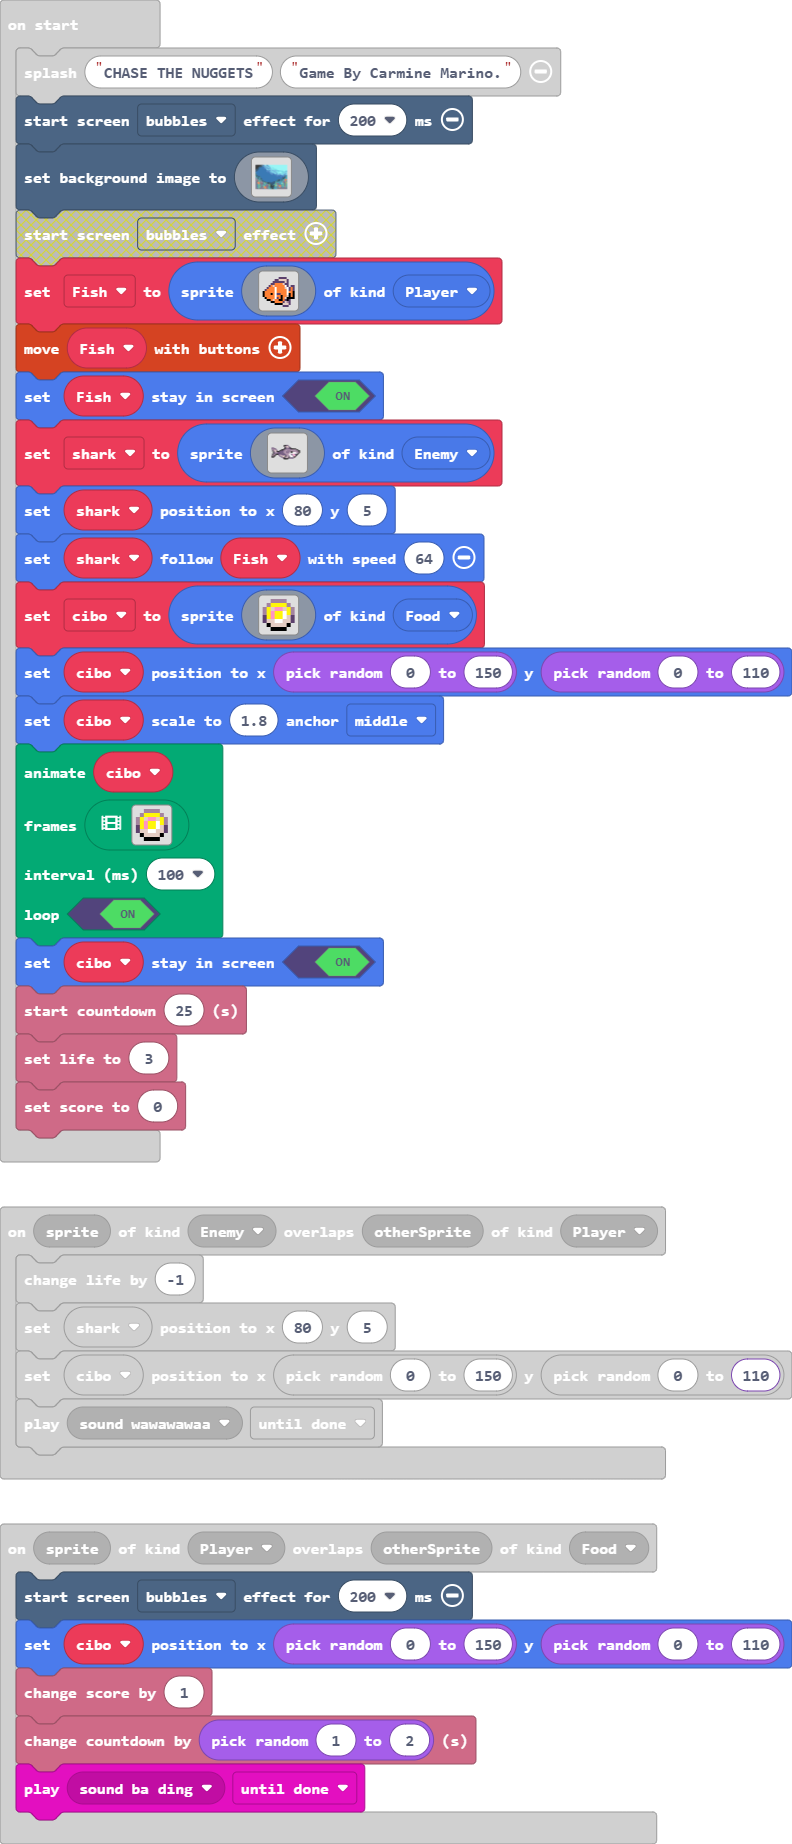 on start
splash "CHASE THE NUGGETS" "Game By Carmine Marino."
start screen bubbles effect for 200 ms
set background image to
start screen bubbles effect
set Fish to sprite of kind Player
move Fish with buttons
set Fish stay in screen ON
set shark to sprite of kind Enemy
set shark position to x 80 y 5
set shark follow Fish with speed 64
set cibo to sprite of kind Food
set cibo position to x pick random 0 to 150 y pick random 0 to 110
set cibo scale to 1.8 anchor middle
animate cibo
frames
interval (ms) 100
loop ON
set cibo stay in screen ON
start countdown 25 (s)
set life to 3
set score to 0
on sprite of kind Enemy overlaps otherSprite of kind Player
change life by -1
set shark position to x 80 y 5
set cibo position to x pick random 0 to 150 y pick random 0 to 110
play sound wawawawaa until done
on sprite of kind Player overlaps otherSprite of kind Food
start screen bubbles effect for 200 ms
set cibo position to x pick random 0 to 150 y pick random 0 to 110
change score by 1
change countdown by pick random 1 to 2 (s)
play sound ba ding until done